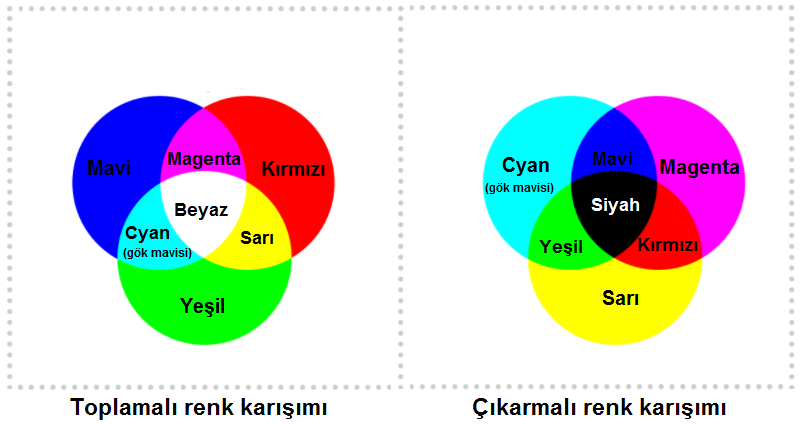 Mavi
Magenta
Kırmızı
Beyaz
Cyan
(gök mavisi)
Sarı
Yeşil
Toplamalı renk karışımı
Cyan
(gök mavisi)
Mavi
Magenta
Siyah
Yeşil
Kırmızı
Sarı
Çıkarmalı renk karışımı